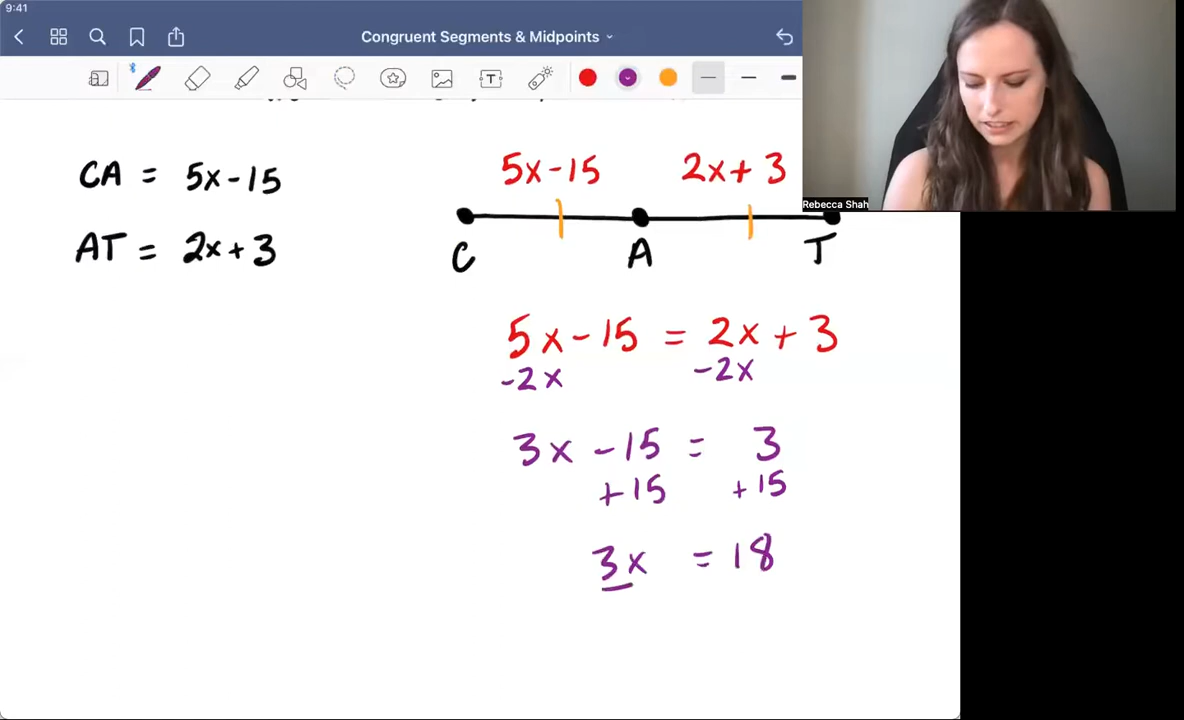 9:41
Congruent Segments & Midpoints
T
Rebecca Shah
CA = 5x-15
5x-15 2x+3
AT = 2x+3
C A T
5x-15 = 2x+3
-2x -2x
3x -15 = 3
+15 +15
3x = 18